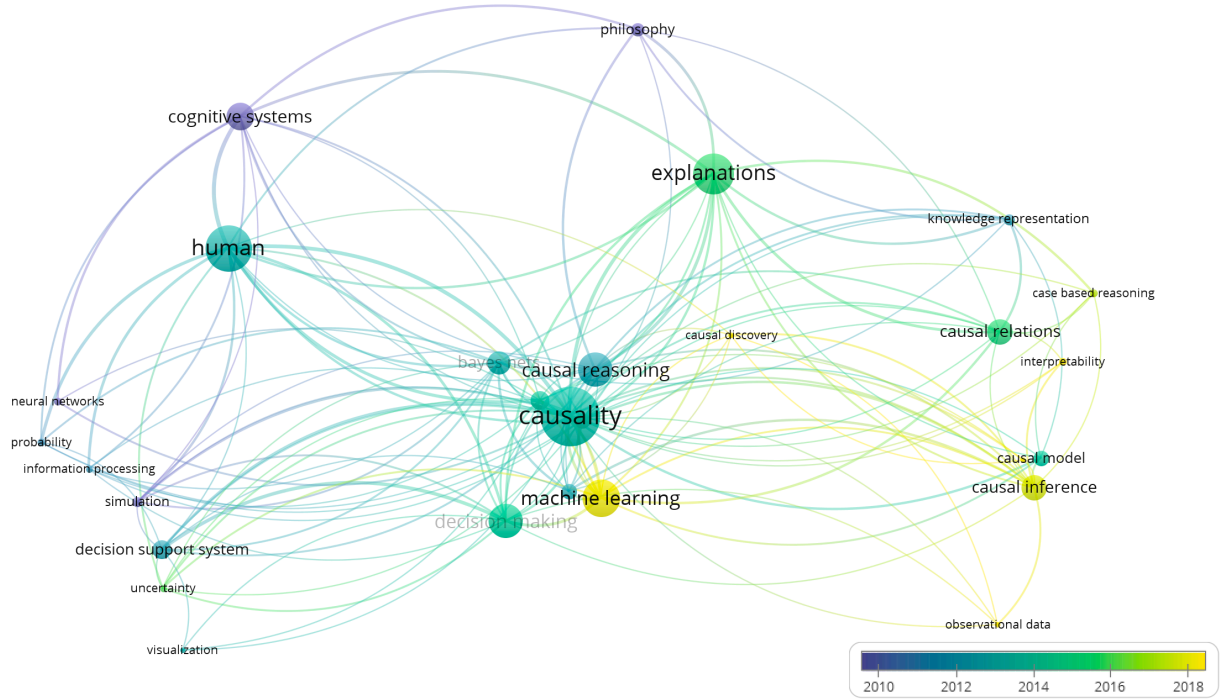 philosophy
cognitive systems
explanations
knowledge representation
human
case based reasoning
causal relations
causal discovery
interpretability
bayes nets
causal reasoning
neural networks
causality
probability
causal model
information processing
causal inference
simulation
machine learning
decision making
decision support system
uncertainty
observational data
visualization
2010 2012 2014 2016 2018